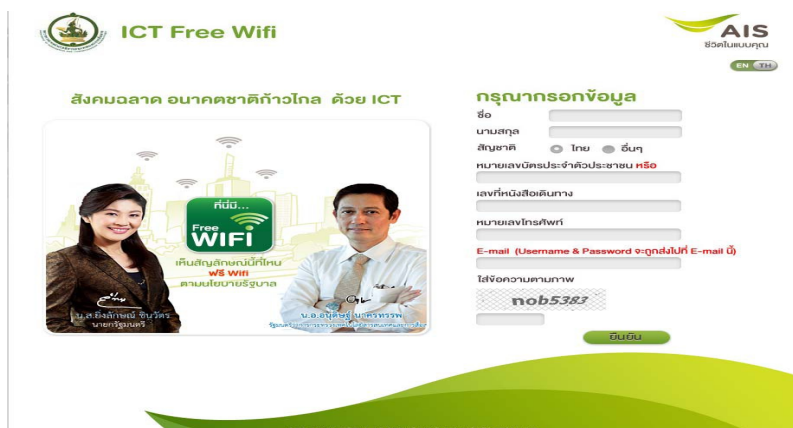 ICT Free Wifi
AIS
ชีวิตในแบบคุณ
EN TH
สังคมฉลาด อนาคตชาติก้าวไกล ด้วย ICT
ที่นี่มี...
Free
WiFi
เห็นสัญลักษณ์นี้ที่ไหน
ฟรี Wifi
ตามนโยบายรัฐบาล
น.ส.ยิ่งลักษณ์ ชินวัตร
นายกรัฐมนตรี
น.อ.อนุดิษฐ์ นาครทรรพ
กรุณากรอกข้อมูล
ชื่อ
นามสกุล
สัญชาติ ไทย อื่นๆ
หมายเลขบัตรประจำตัวประชาชน หรือ
เลขที่หนังสือเดินทาง
หมายเลขโทรศัพท์
E-mail (Username & Password จะถูกส่งไปที่ E-mail นี้)
ใส่ข้อความตามภาพ
nob5383
ยืนยัน